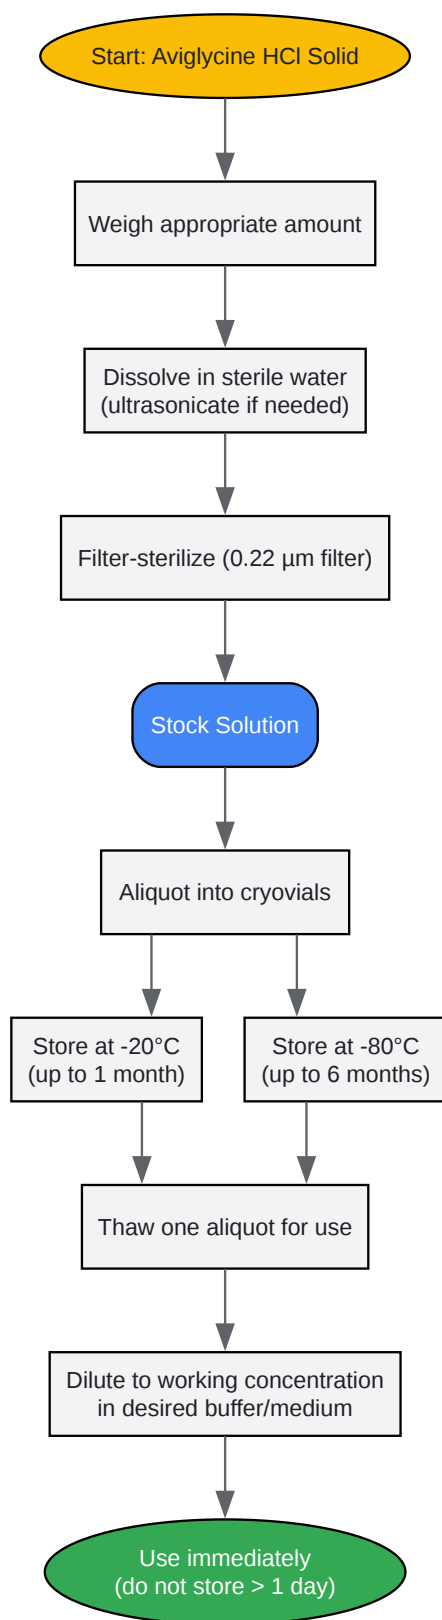 Start: Aviglycine HCl Solid
Weigh appropriate amount
Dissolve in sterile water
(ultrasonicate if needed)
Filter-sterilize (0.22 µm filter)
Stock Solution
Aliquot into cryovials
Store at -20°C
(up to 1 month)
Store at -80°C
(up to 6 months)
Thaw one aliquot for use
Dilute to working concentration
in desired buffer/medium
Use immediately
(do not store > 1 day)